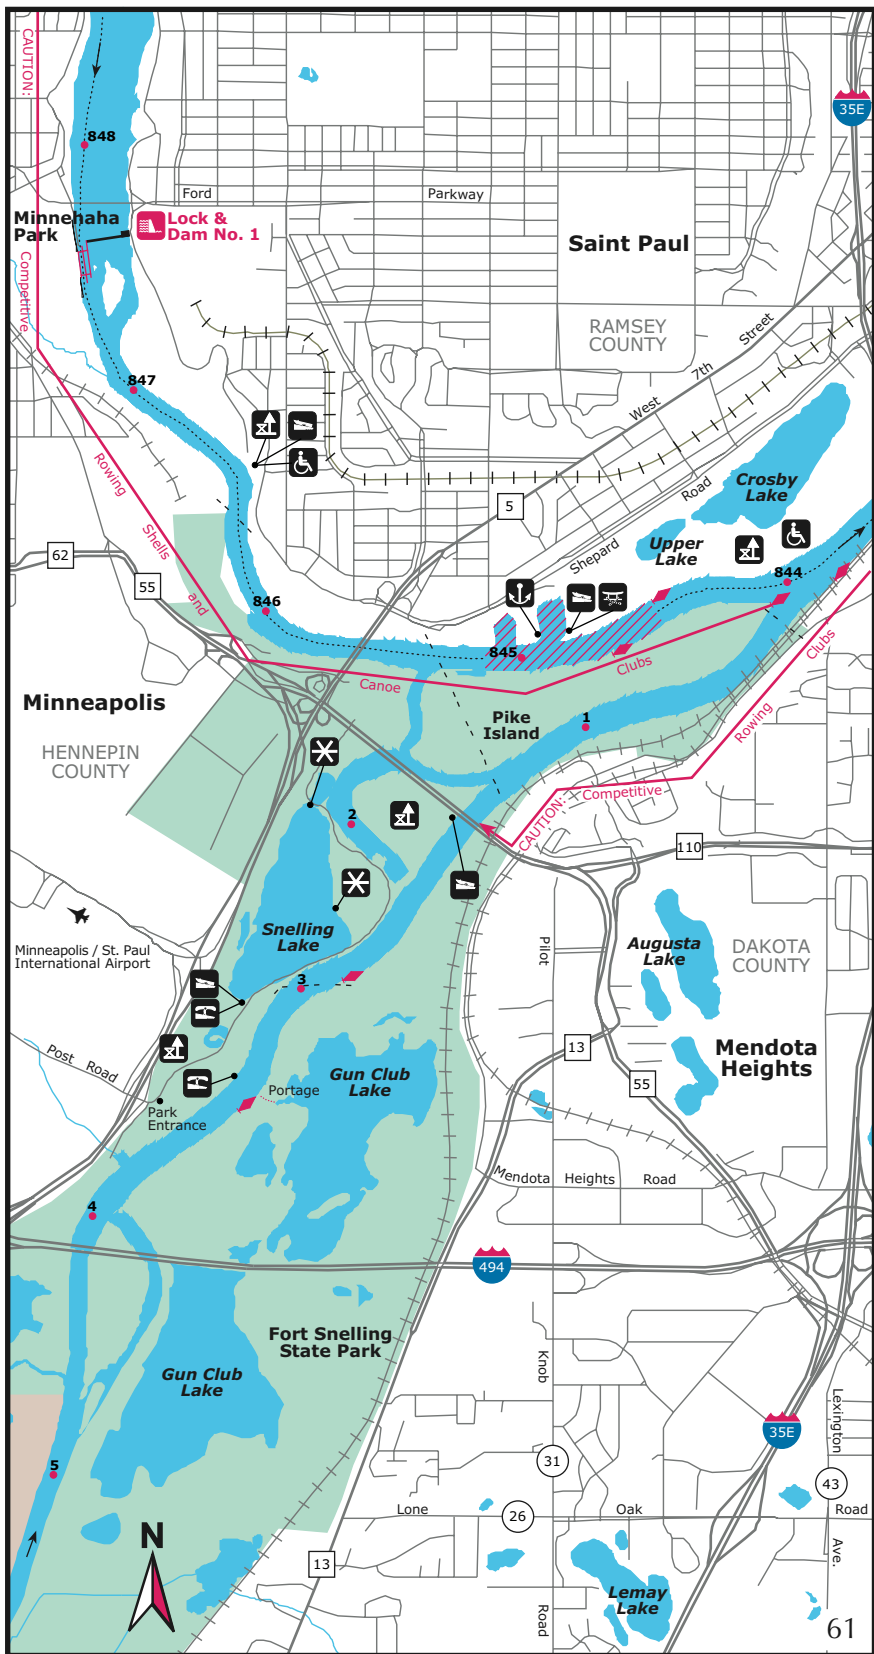 CAUTION:
35E
848
Ford
Parkway
Minnehaha
Park
Lock &
Dam No. 1
Saint Paul
Competitive
RAMSEY
COUNTY
West 7th Street
847
Rowing
Shells
and
5
Crosby
Lake
Road
Shepard
Upper
Lake
62
55
844
846
845
Clubs
Canoe
Clubs
Minneapolis
Pike
Island
1
HENNEPIN
COUNTY
Rowing
Competitive
CAUTION:
2
110
Snelling
Lake
Pilot
Augusta
Lake
DAKOTA
COUNTY
Minneapolis / St. Paul
International Airport
3
13
Mendota
Heights
Post Road
Gun Club
Lake
Portage
55
Park
Entrance
Mendota Heights Road
4
494
Fort Snelling
State Park
Knob
Gun Club
Lake
Lexington
35E
5
31
43
Lone
26
Oak
Road
N
Ave.
13
Lemay
Lake
Road
61